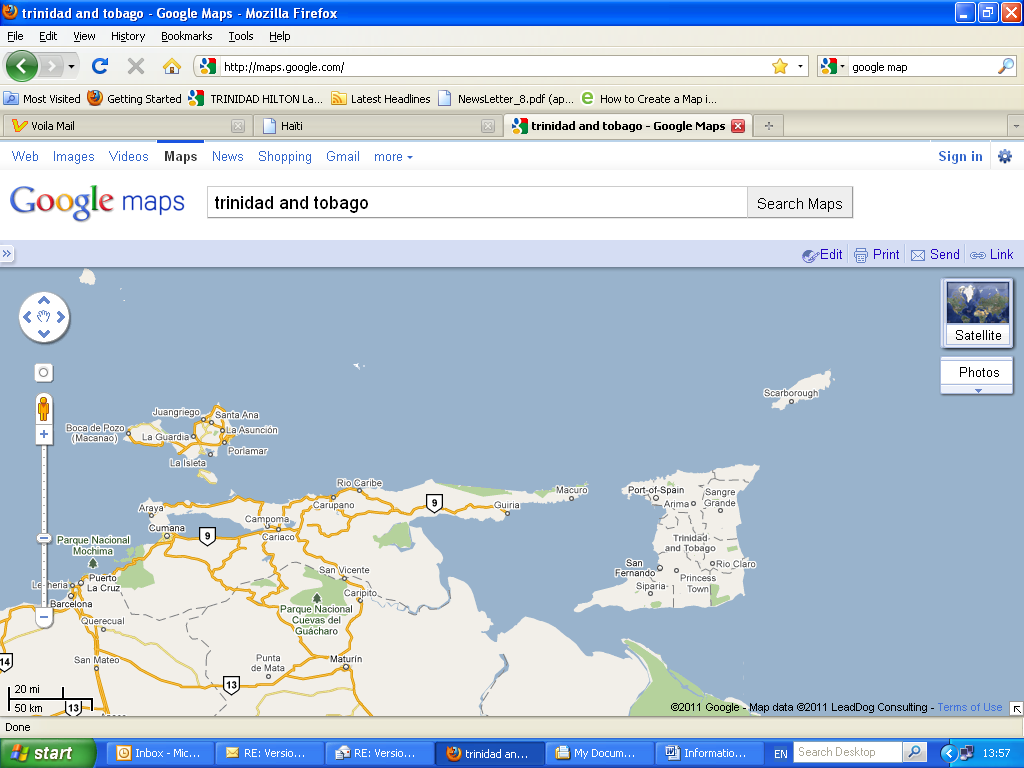 trinidad and tobago - Google Maps - Mozilla Firefox
File Edit View History Bookmarks Tools Help
http://maps.google.com/
google map
Most Visited Getting Started TRINIDAD HILTON La... Latest Headlines NewsLetter_8.pdf (ap... How to Create a Map i...
Voila Mail
Haïti
trinidad and tobago - Google Maps
Web Images Videos Maps News Shopping Gmail more
Sign in
Google maps
trinidad and tobago
Search Maps
Edit Print Send Link
Satellite
Photos
Scarborough
Juangriego
Santa Ana
Boca de Pozo
(Macanao)
La Guardia
La Asunción
Porlamar
La Isleta
Rio Caribe
Macuro
Port-of-Spain
Sangre
Grande
Arima
Araya
Carupano
9
Guiria
Campoma
Cumana
Cariaco
9
Parque Nacional
Mochima
Trinidad
and Tobago
San
Fernando
Rio Claro
Princess
Town
Siparia
San Vicente
Puerto
La Cruz
Lecheria
Caripito
Barcelona
Parque Nacional
Cuevas del
Guácharo
Querecual
San Mateo
Punta
de Mata
Maturín
14
13
20 mi
50 km
13
©2011 Google - Map data ©2011 LeadDog Consulting - Terms of Use
Done
start
Inbox - Mic...
RE: Versio...
RE: Versio...
trinidad an...
My Docum...
Informatio...
EN
Search Desktop
13:57